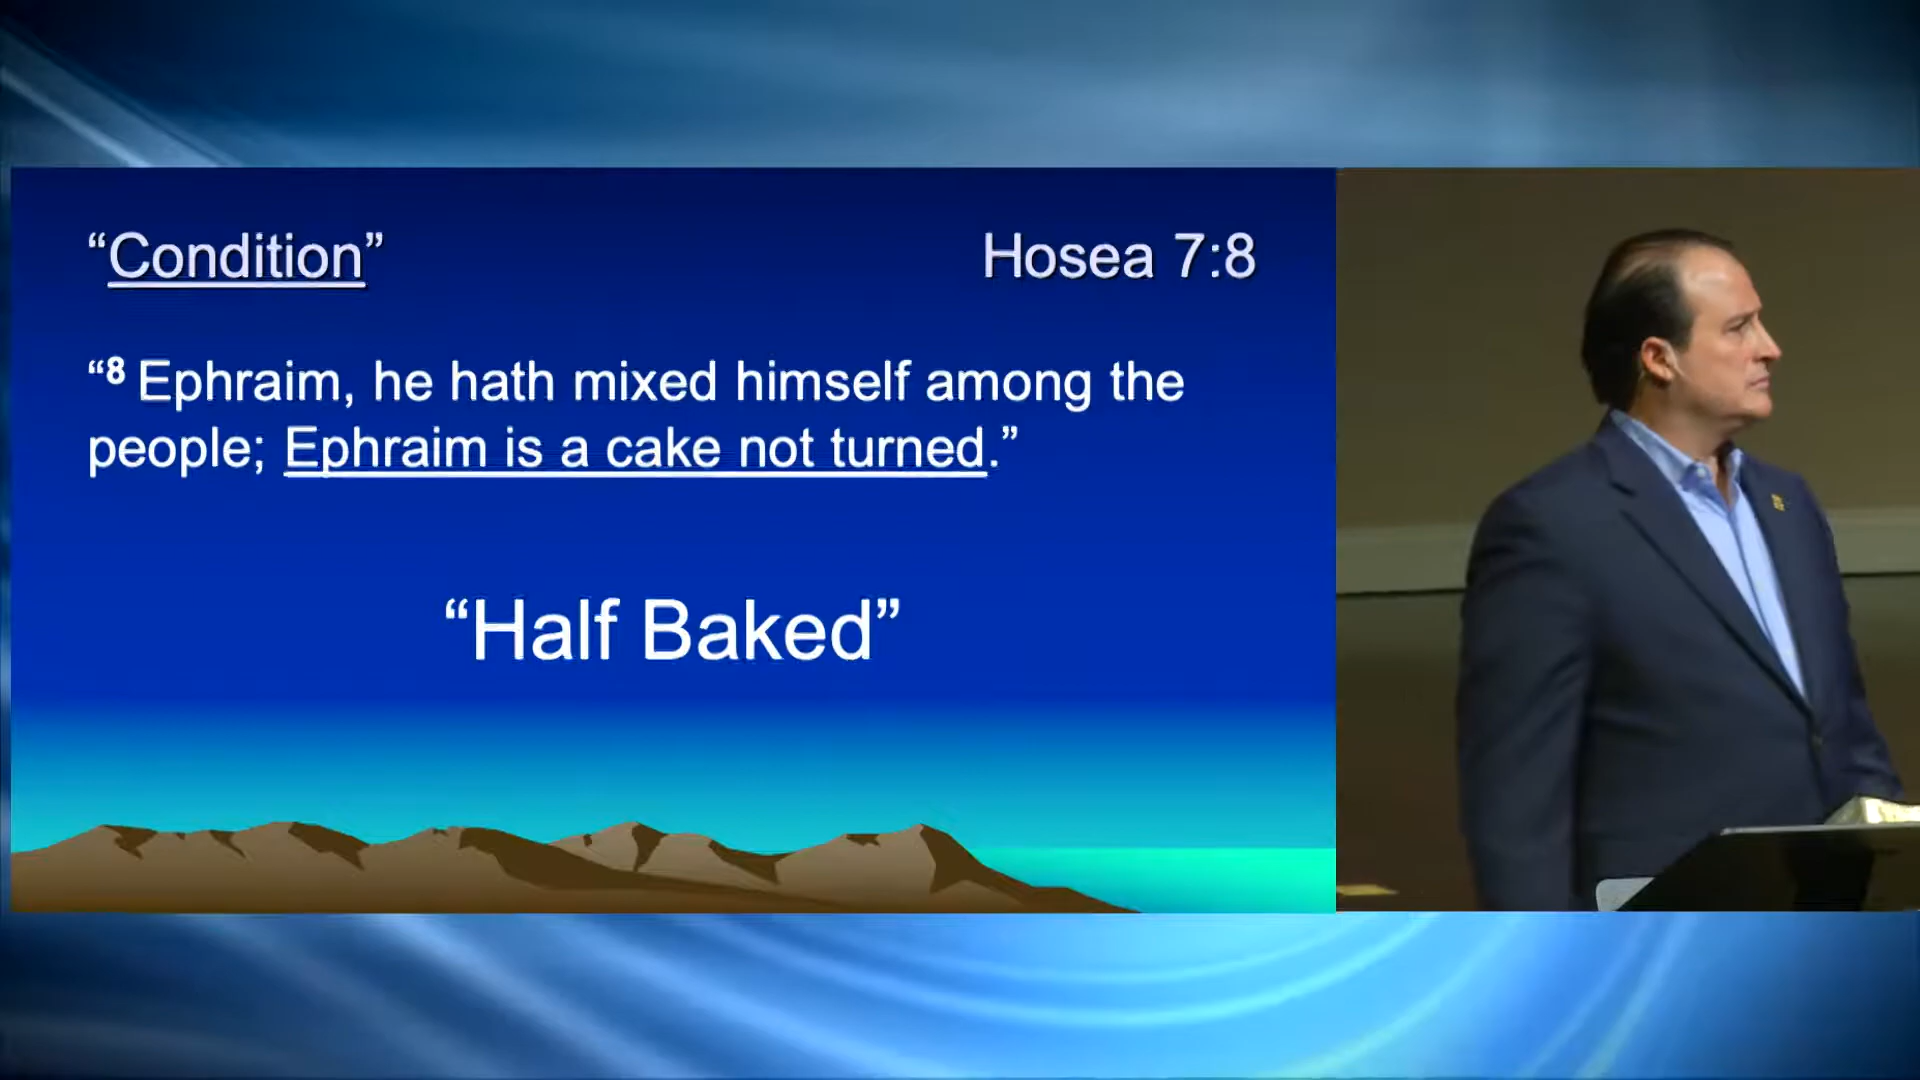 “Condition” Hosea 7:8
“8 Ephraim, he hath mixed himself among the
people; Ephraim is a cake not turned.”
“Half Baked”